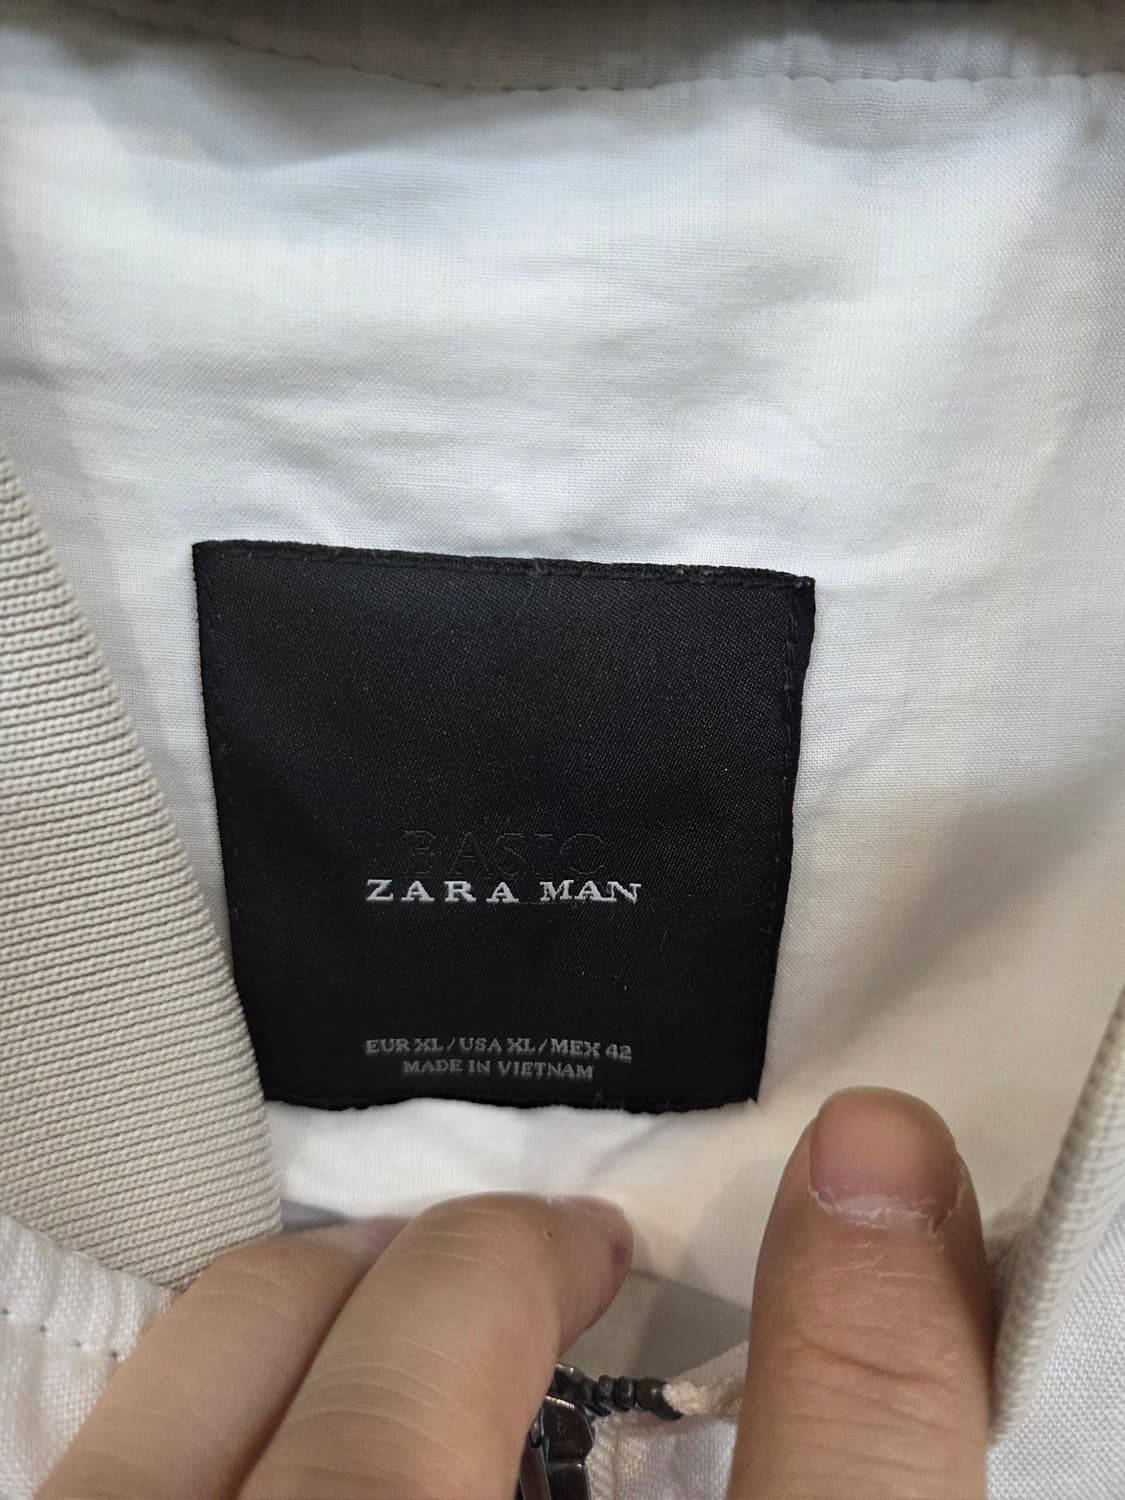 BASIC
ZARA MAN
EUR XL/USA XL/MEX 42
MADE IN VIETNAM